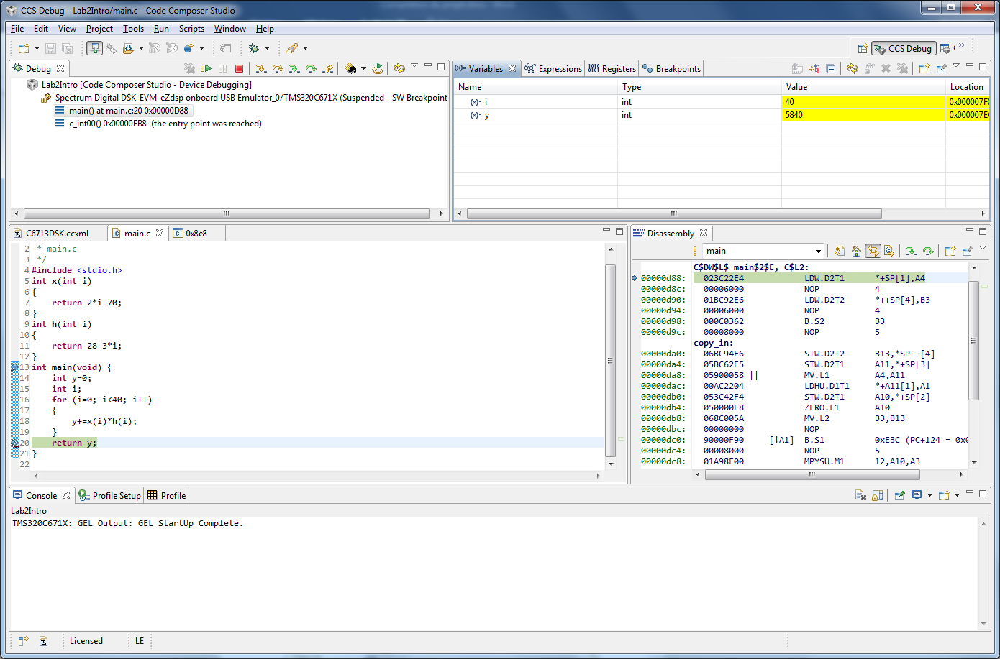 CCS Debug - Lab2Intro/main.c - Code Composer Studio
File Edit View Project Tools Run Scripts Window Help
CCS Debug
Debug
Lab2Intro [Code Composer Studio - Device Debugging]
Spectrum Digital DSK-EVM-eZdsp onboard USB Emulator_0/TMS320C671X (Suspended - SW Breakpoint
main() at main.c:20 0x00000D88
c_int00() 0x00000EB8 (the entry point was reached)
(x)= Variables Expressions Registers Breakpoints
Name Type Value Location
(x)= i int 40 0x000007F0
(x)= y int 5840 0x000007EC
C6713DSK.ccxml main.c 0x8e8
2 * main.c
3 */
4 #include <stdio.h>
5 int x(int i)
6 {
7 return 2*i-70;
8 }
9 int h(int i)
10 {
11 return 28-3*i;
12 }
13 int main(void) {
14 int y=0;
15 int i;
16 for (i=0; i<40; i++)
17 {
18 y+=x(i)*h(i);
19 }
20 return y;
21 }
22
Disassembly
main
C$DW$L$_main$2$E, C$L2:
00000d88: 023C22E4 LDW.D2T1 *+SP[1],A4
00000d8c: 00006000 NOP 4
00000d90: 01BC92E6 LDW.D2T2 *++SP[4],B3
00000d94: 00006000 NOP 4
00000d98: 000C0362 B.S2 B3
00000d9c: 00008000 NOP 5
copy_in:
00000da0: 06BC94F6 STW.D2T2 B13,*SP--[4]
00000da4: 05BC62F5 STW.D2T1 A11,*+SP[3]
00000da8: 05900058 || MV.L1 A4,A11
00000dac: 00AC2204 LDHU.D1T1 *+A11[1],A1
00000db0: 053C42F4 STW.D2T1 A10,*+SP[2]
00000db4: 050000F8 ZERO.L1 A10
00000db8: 068C005A MV.L2 B3,B13
00000dbc: 00000000 NOP
00000dc0: 90000F90 [!A1] B.S1 0xE3C (PC+124 = 0x0
00000dc4: 00008000 NOP 5
00000dc8: 01A98F00 MPYSU.M1 12,A10,A3
Console Profile Setup Profile
Lab2Intro
TMS320C671X: GEL Output: GEL StartUp Complete.
Licensed LE